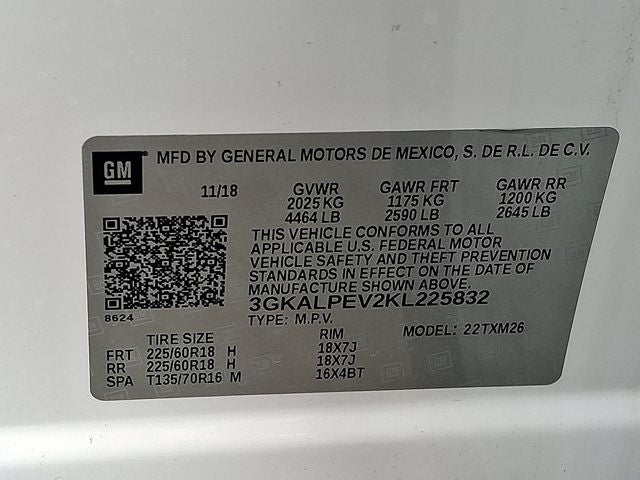 GM MFD BY GENERAL MOTORS DE MEXICO, S. DE R.L. DE C.V.
11/18 GVWR GAWR FRT GAWR RR
2025 KG 1175 KG 1200 KG
4464 LB 2590 LB 2645 LB
THIS VEHICLE CONFORMS TO ALL
APPLICABLE U.S. FEDERAL MOTOR
VEHICLE SAFETY AND THEFT PREVENTION
STANDARDS IN EFFECT ON THE DATE OF
MANUFACTURE SHOWN ABOVE.
3GKALPEV2KL225832
8624
TYPE: M.P.V.
TIRE SIZE RIM MODEL: 22TXM26
FRT 225/60R18 H 18X7J
RR 225/60R18 H 18X7J
SPA T135/70R16 M 16X4BT